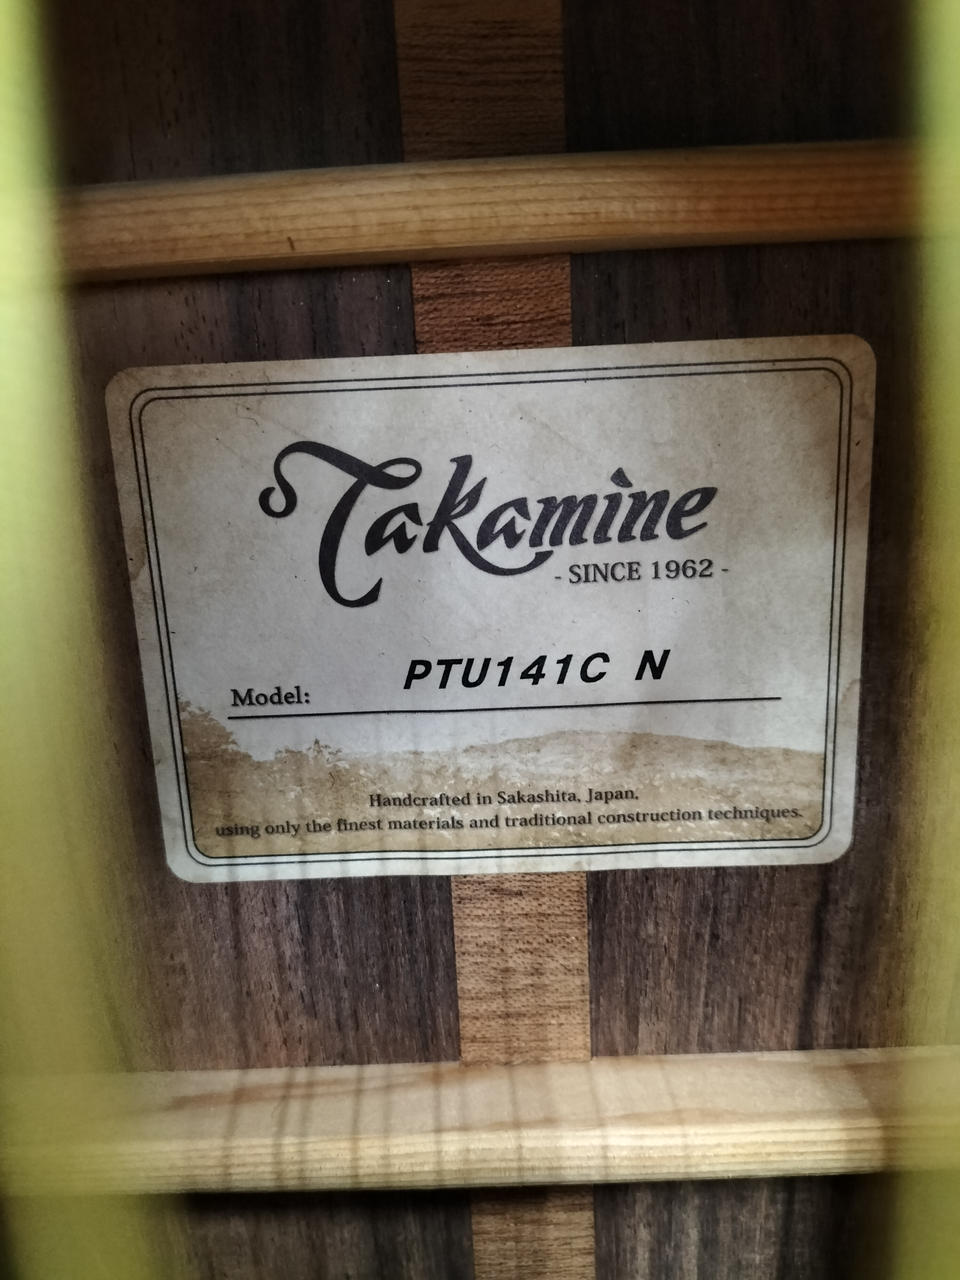 Takamine
- SINCE 1962 -
Model: PTU141C N
Handcrafted in Sakashita, Japan,
using only the finest materials and traditional construction techniques.